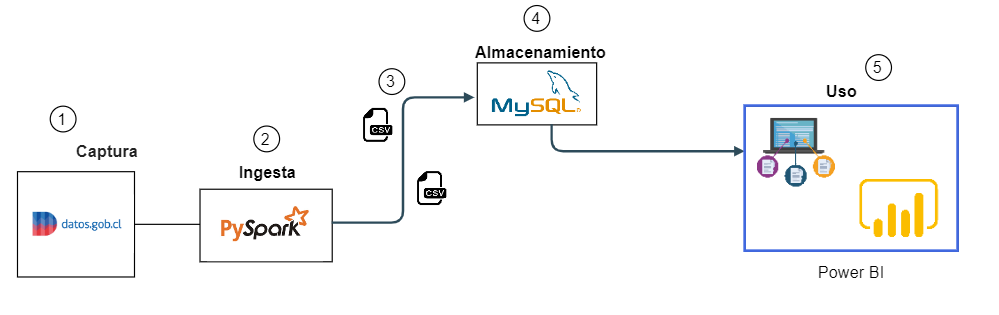 1
Captura
datos.gob.cl
2
Ingesta
PySpark
3
CSV
CSV
4
Almacenamiento
MySQL
5
Uso
Power BI